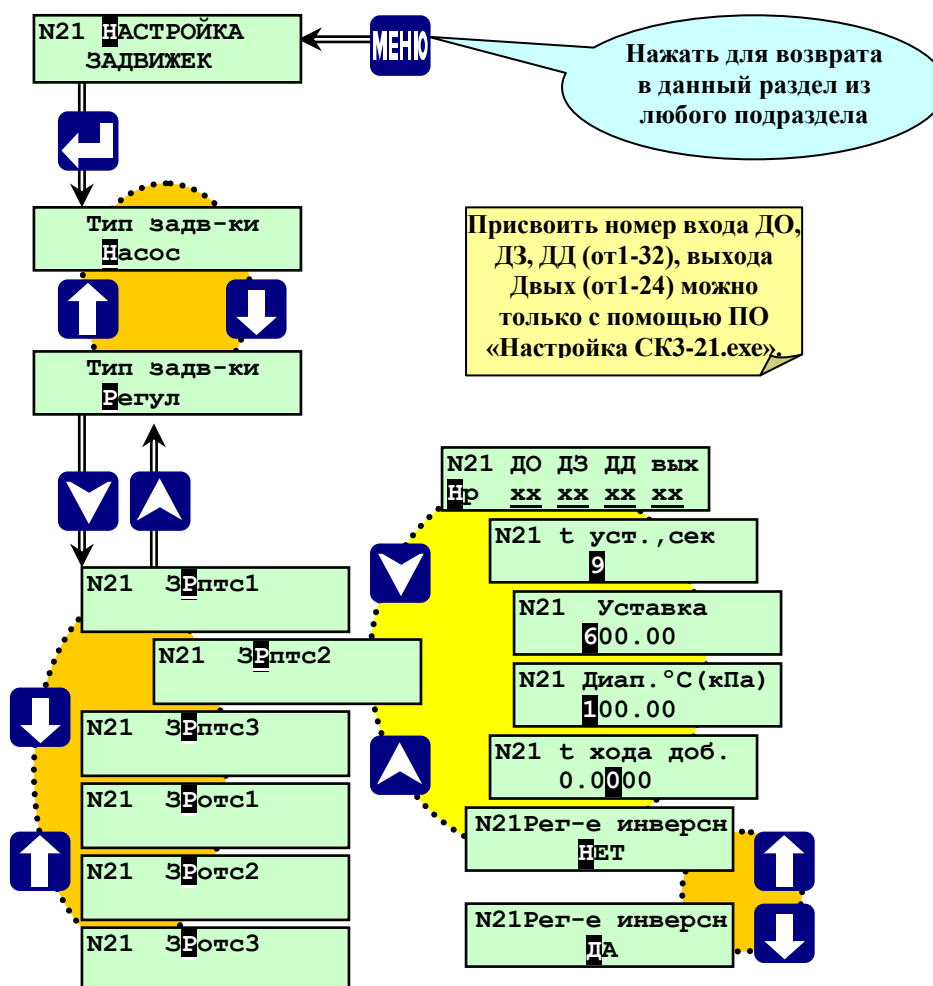 N21 НАСТРОЙКА
ЗАДВИЖЕК
МЕНЮ
Нажать для возврата
в данный раздел из
любого подраздела
Тип задв-ки
Насос
Присвоить номер входа ДО,
ДЗ, ДД (от1-32), выхода
Двых (от1-24) можно
только с помощью ПО
«Настройка СК3-21.exe».
Тип задв-ки
Регул
N21 ДО ДЗ ДД вых
Нр xx xx xx xx
N21 t уст.,сек
9
N21 Уставка
600.00
N21 Диап.°С(кПа)
100.00
N21 t хода доб.
0.0000
N21Рег-е инверсн
НЕТ
N21Рег-е инверсн
ДА
N21 ЗРптс1
N21 ЗРптс2
N21 ЗРптс3
N21 ЗРотс1
N21 ЗРотс2
N21 ЗРотс3